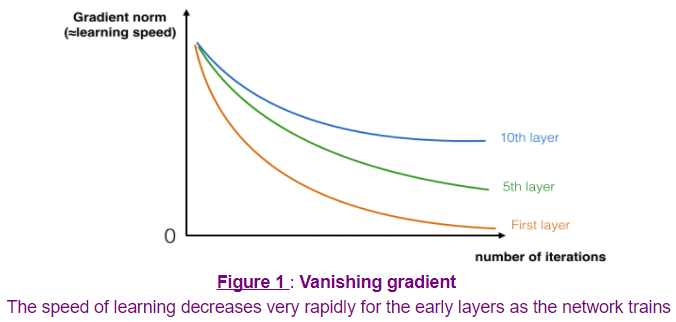 Gradient norm
(≈learning speed)
10th layer
5th layer
First layer
0
number of iterations
Figure 1 : Vanishing gradient
The speed of learning decreases very rapidly for the early layers as the network trains